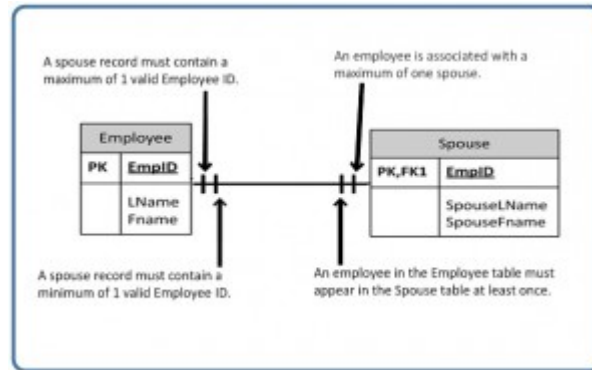 A spouse record must contain a
maximum of 1 valid Employee ID.
An employee is associated with a
maximum of one spouse.
Employee
PK EmpID
LName
Fname
Spouse
PK,FK1 EmpID
SpouseLName
SpouseFname
A spouse record must contain a
minimum of 1 valid Employee ID.
An employee in the Employee table must
appear in the Spouse table at least once.